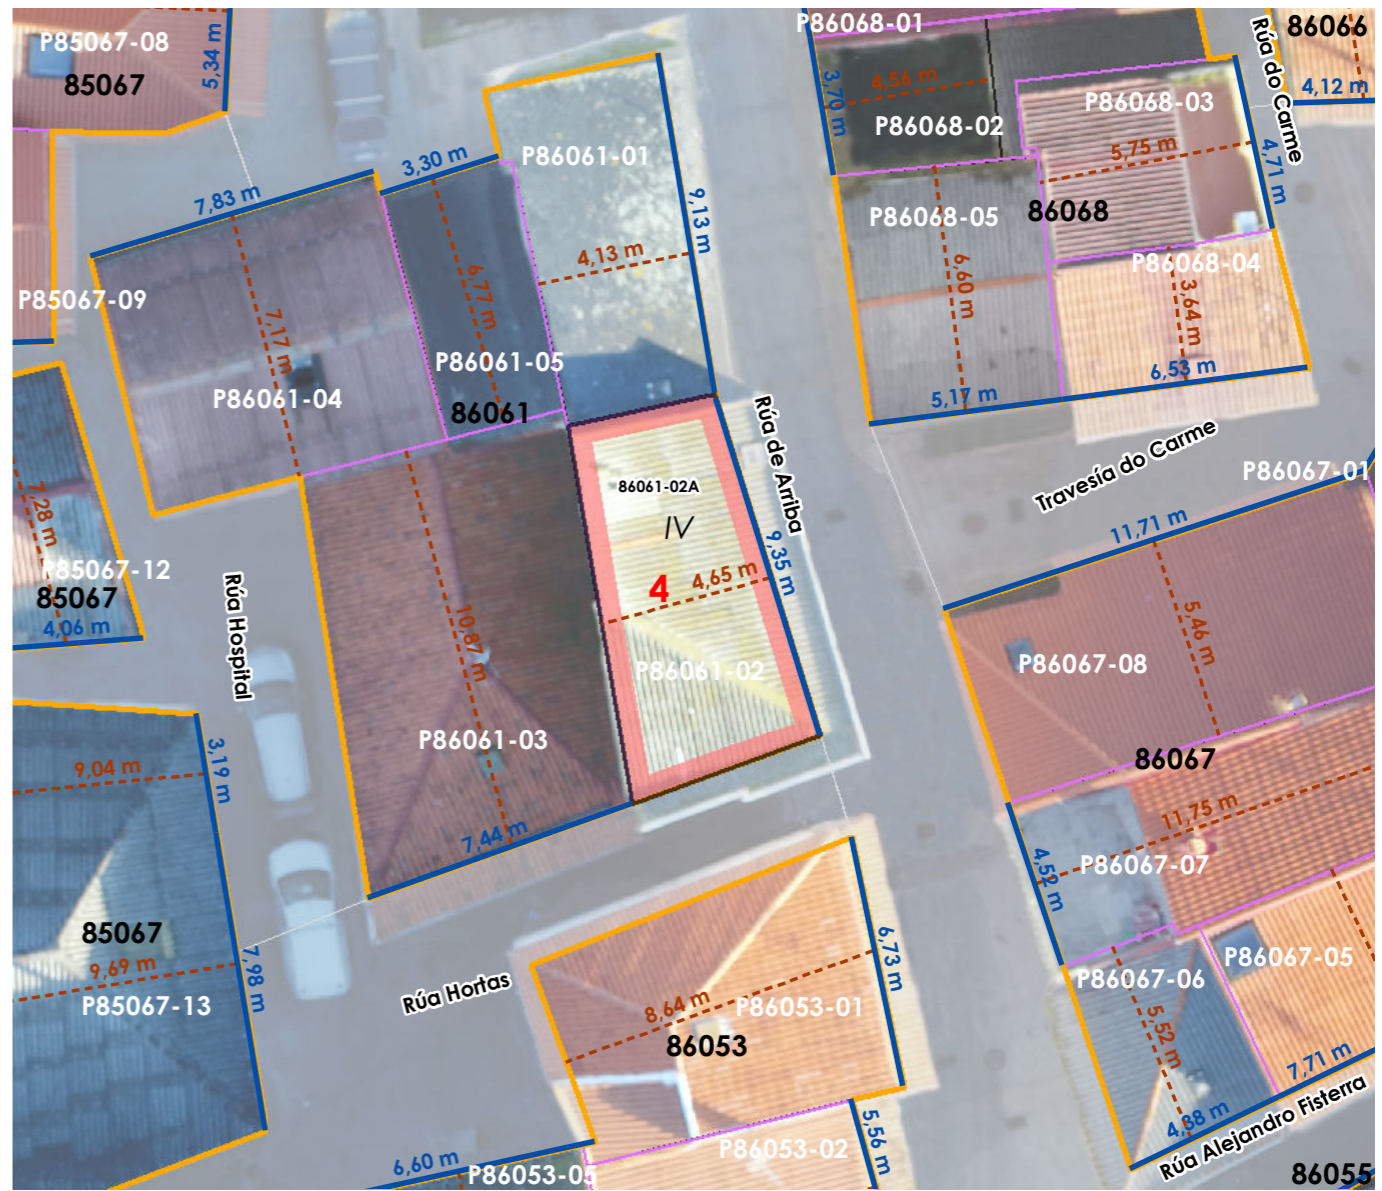 P85067-08
85067
5,34 m
P86068-01
Rúa do Carme
86066
4,12 m
3,70 m
4,56 m
P86068-02
P86068-03
5,75 m
4,71 m
3,30 m
P86061-01
7,83 m
9,13 m
P86068-05
86068
4,13 m
P86068-04
P85067-09
6,77 m
6,60 m
3,64 m
7,17 m
P86061-05
P86061-04
86061
5,17 m
6,53 m
Rúa de Arriba
Travesía do Carme
P86067-01
86061-02A
IV
7,28 m
11,71 m
9,35 m
P85067-12
85067
4,06 m
Rúa Hospital
4
4,65 m
10,87 m
5,46 m
P86067-08
P86061-02
P86061-03
9,04 m
3,19 m
86067
7,44 m
11,75 m
4,52 m
P86067-07
85067
9,69 m
7,98 m
6,73 m
P86067-05
P86067-06
P85067-13
Rúa Hortas
8,64 m
P86053-01
86053
5,52 m
7,71 m
4,88 m
5,56 m
Rúa Alejandro Fisterra
P86053-02
6,60 m
P86053-05
86055